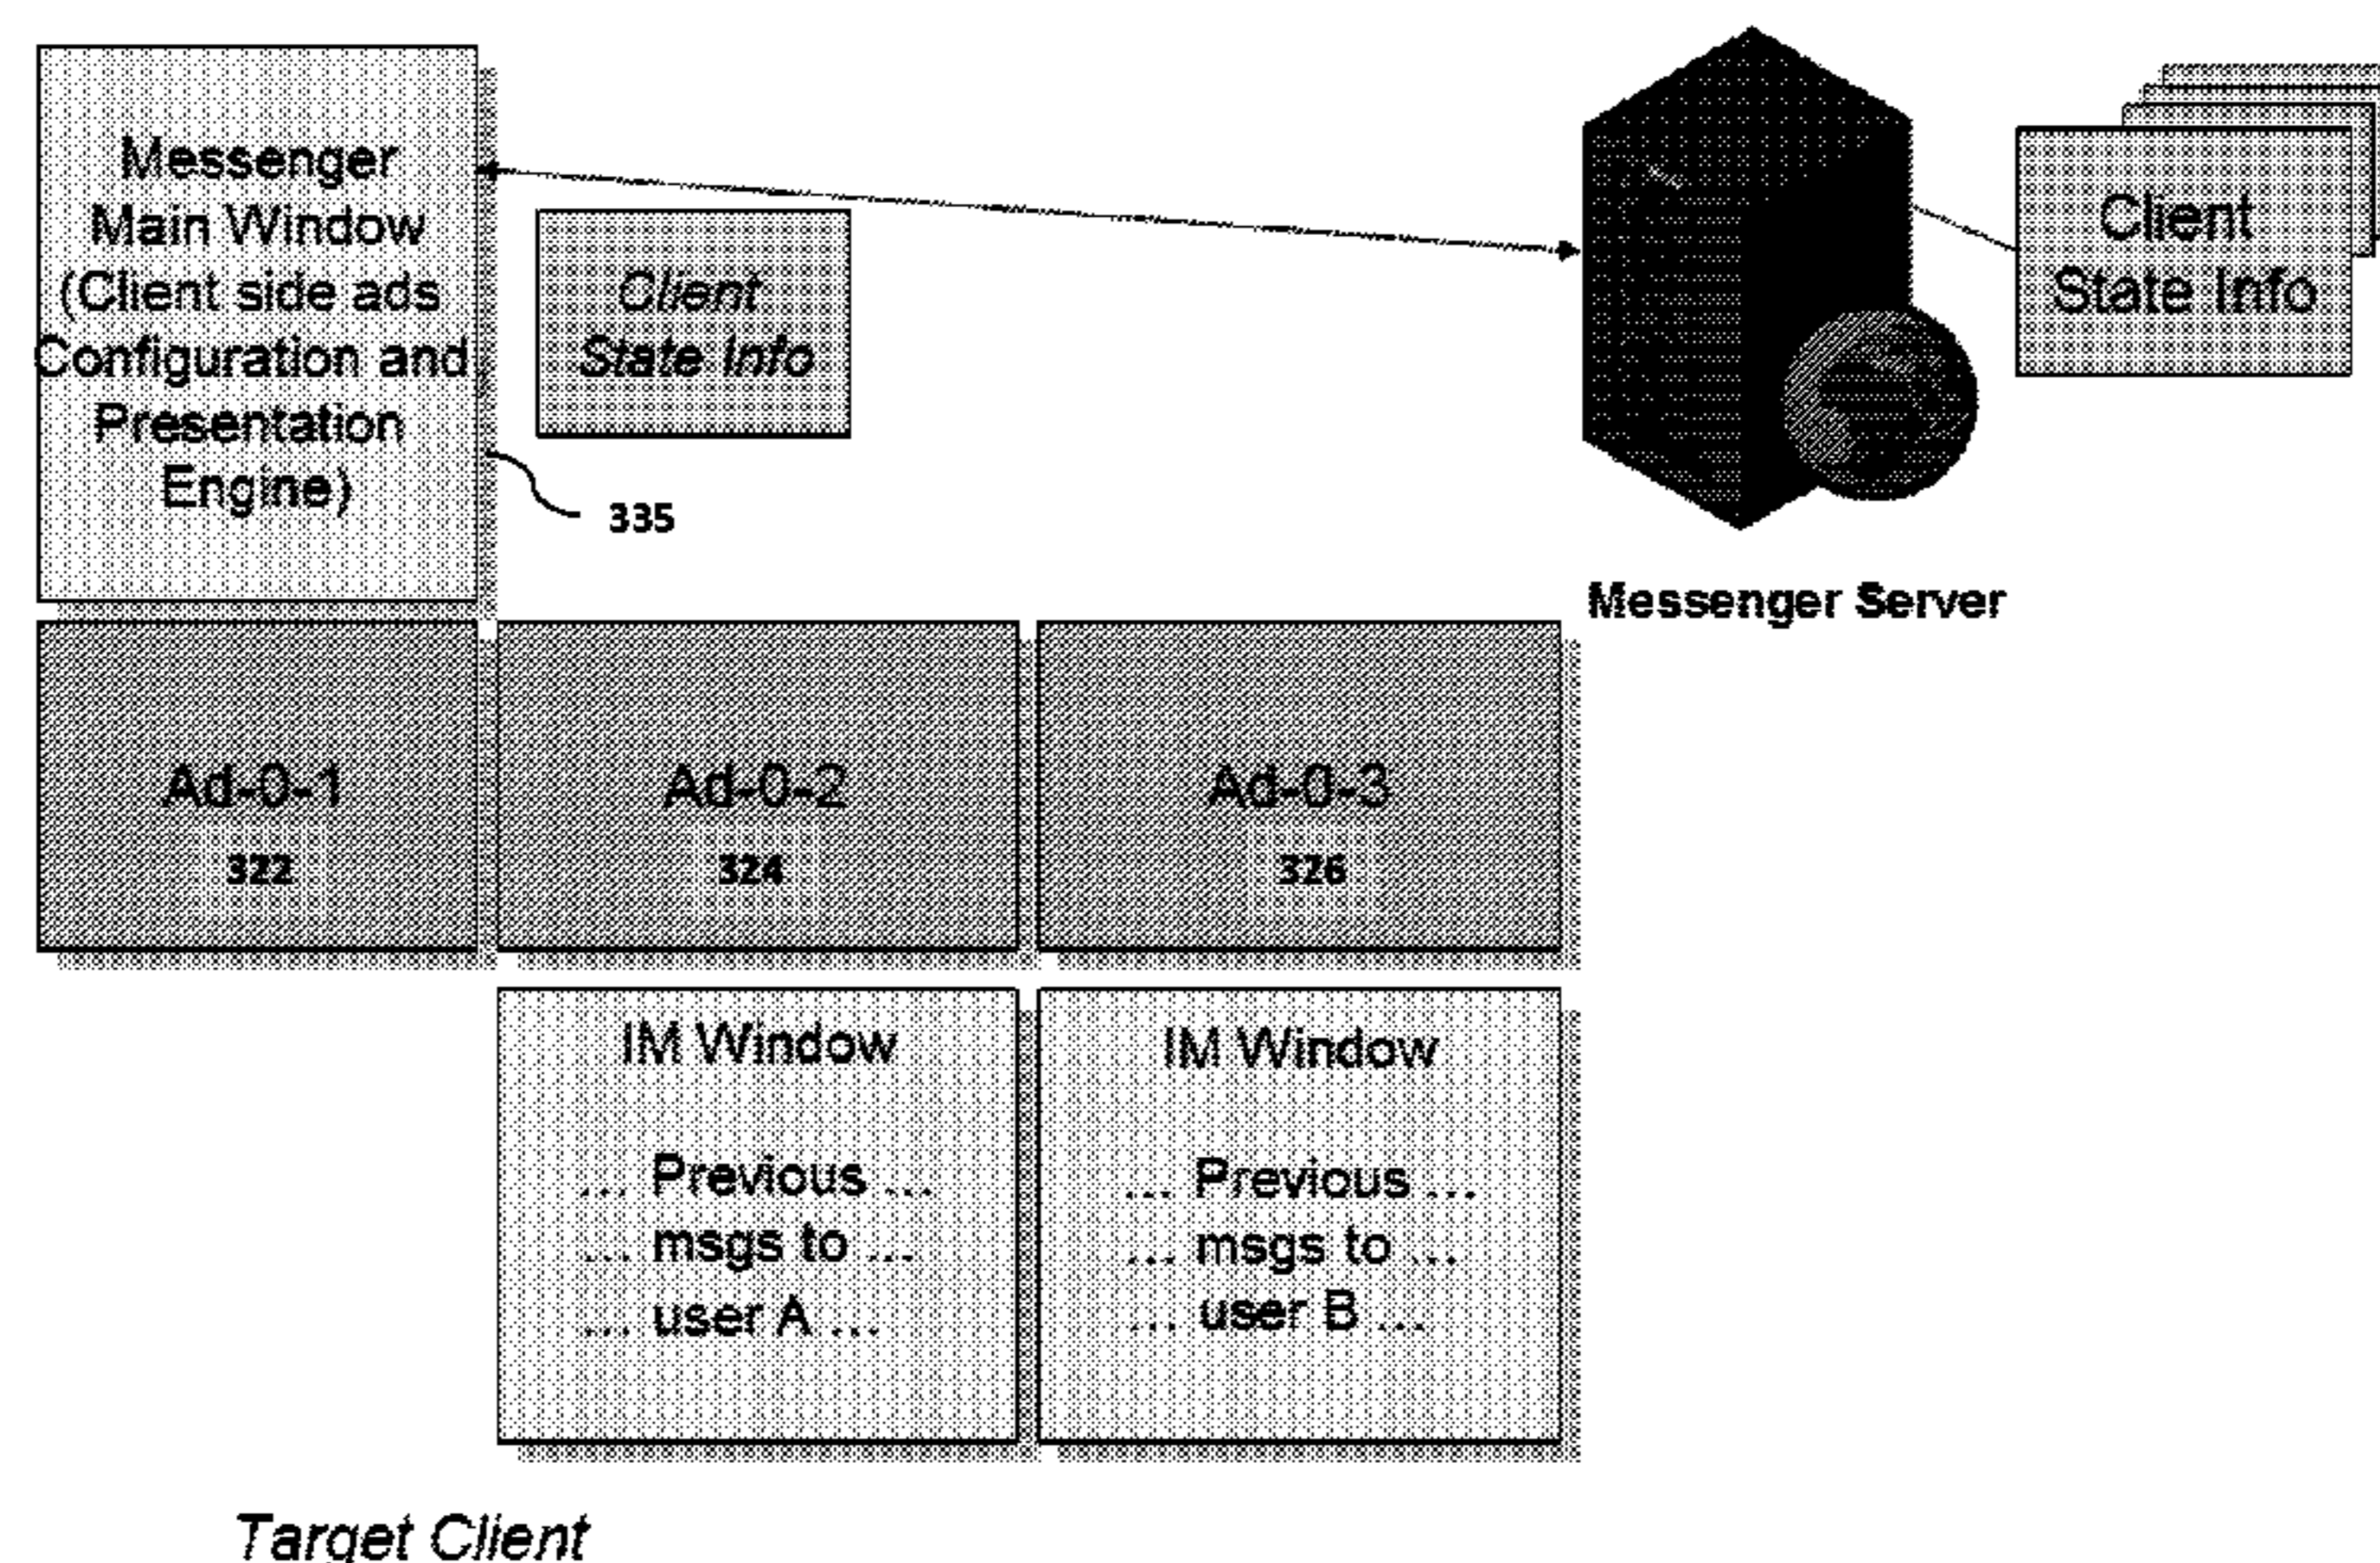 Messenger
Main Window
(Client side ads
Configuration and
Presentation
Engine)
Client
State Info
335
Client
State Info
Messenger Server
Ad-0-1
322
Ad-0-2
324
Ad-0-3
326
IM Window
... Previous ...
... msgs to ...
... user A ...
IM Window
... Previous ...
... msgs to ...
... user B ...
Target Client